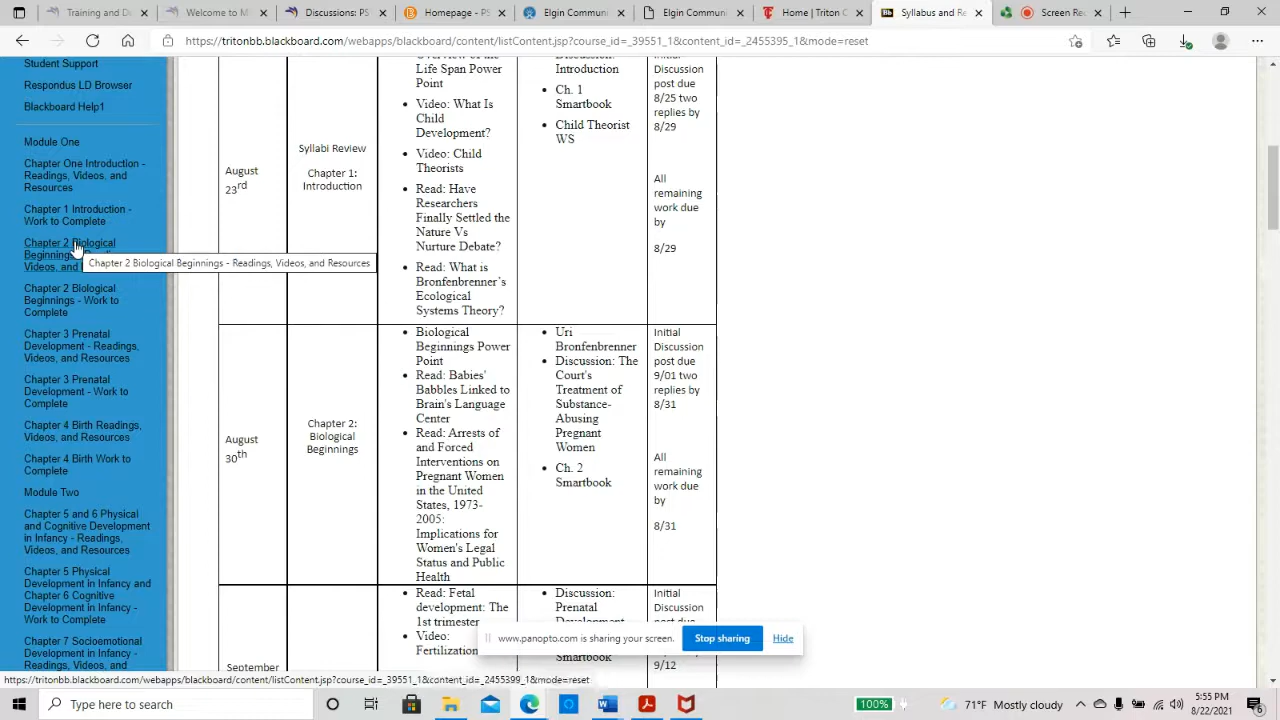 Training and Do
Welcome to M
Discussions: PS
Homepage - PS
Elgin Communi
Elgin Communi
Home | Triton C
Syllabus and Re
Screen Rec
https://tritonbb.blackboard.com/webapps/blackboard/content/listContent.jsp?course_id=_39551_1&content_id=_2455395_1&mode=reset
Student Support
Respondus LD Browser
Blackboard Help1
Module One
Chapter One Introduction -
Readings, Videos, and
Resources
Chapter 1 Introduction -
Work to Complete
Chapter 2 Biological
Beginnings
Videos, and
Chapter 2 Biological Beginnings - Readings, Videos, and Resources
Chapter 2 Biological
Beginnings - Work to
Complete
Chapter 3 Prenatal
Development - Readings,
Videos, and Resources
Chapter 3 Prenatal
Development - Work to
Complete
Chapter 4 Birth Readings,
Videos, and Resources
Chapter 4 Birth Work to
Complete
Module Two
Chapter 5 and 6 Physical
and Cognitive Development
in Infancy - Readings,
Videos, and Resources
Chapter 5 Physical
Development in Infancy and
Chapter 6 Cognitive
Development in Infancy -
Work to Complete
Chapter 7 Socioemotional
Development in Infancy -
Readings, Videos, and
August
23rd
Syllabi Review
Chapter 1:
Introduction
Overview of the
Life Span Power
Point
• Video: What Is
Child
Development?
• Video: Child
Theorists
• Read: Have
Researchers
Finally Settled the
Nature Vs
Nurture Debate?
• Read: What is
Bronfenbrenner's
Ecological
Systems Theory?
Discussion:
Introduction
• Ch. 1
Smartbook
• Child Theorist
WS
Initial
Discussion
post due
8/25 two
replies by
8/29
All
remaining
work due
by
8/29
August
30th
Chapter 2:
Biological
Beginnings
• Biological
Beginnings Power
Point
• Read: Babies'
Babbles Linked to
Brain's Language
Center
• Read: Arrests of
and Forced
Interventions on
Pregnant Women
in the United
States, 1973-
2005:
Implications for
Women's Legal
Status and Public
Health
• Uri
Bronfenbrenner
• Discussion: The
Court's
Treatment of
Substance-
Abusing
Pregnant
Women
• Ch. 2
Smartbook
Initial
Discussion
post due
9/01 two
replies by
8/31
All
remaining
work due
by
8/31
September
• Read: Fetal
development: The
1st trimester
• Video:
Fertilization
• Discussion:
Prenatal
Development
Smartbook
Initial
Discussion
post due
9/12
www.panopto.com is sharing your screen.
Stop sharing
Hide
https://tritonbb.blackboard.com/webapps/blackboard/content/listContent.jsp?course_id=_39551_1&content_id=_2455399_1&mode=reset
Type here to search
100%
71°F Mostly cloudy
5:55 PM
8/22/2021
6